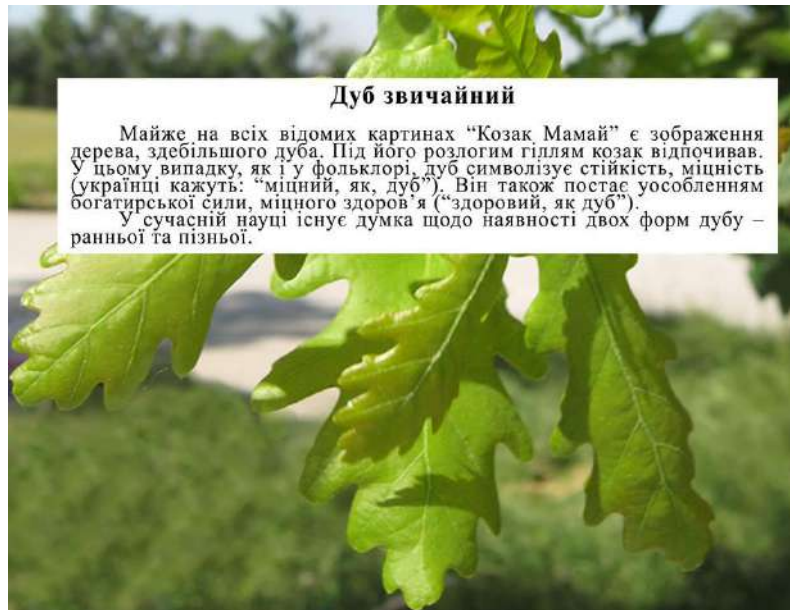 Дуб звичайний
Майже на всіх відомих картинах “Козак Мамай” є зображення
дерева, здебільшого дуба. Під його розлогим гіллям козак відпочивав.
У цьому випадку, як і у фольклорі, дуб символізує стійкість, міцність
(українці кажуть: “міцний, як, дуб”). Він також постає уособленням
богатирської сили, міцного здоров’я (“здоровий, як дуб”).
У сучасній науці існує думка щодо наявності двох форм дубу –
ранньої та пізньої.